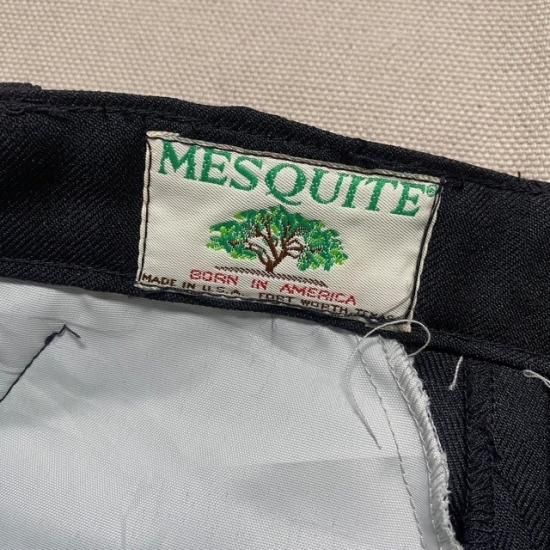 MESQUITE®
BORN IN AMERICA
MADE IN U.S.A. FORT WORTH, TEXAS